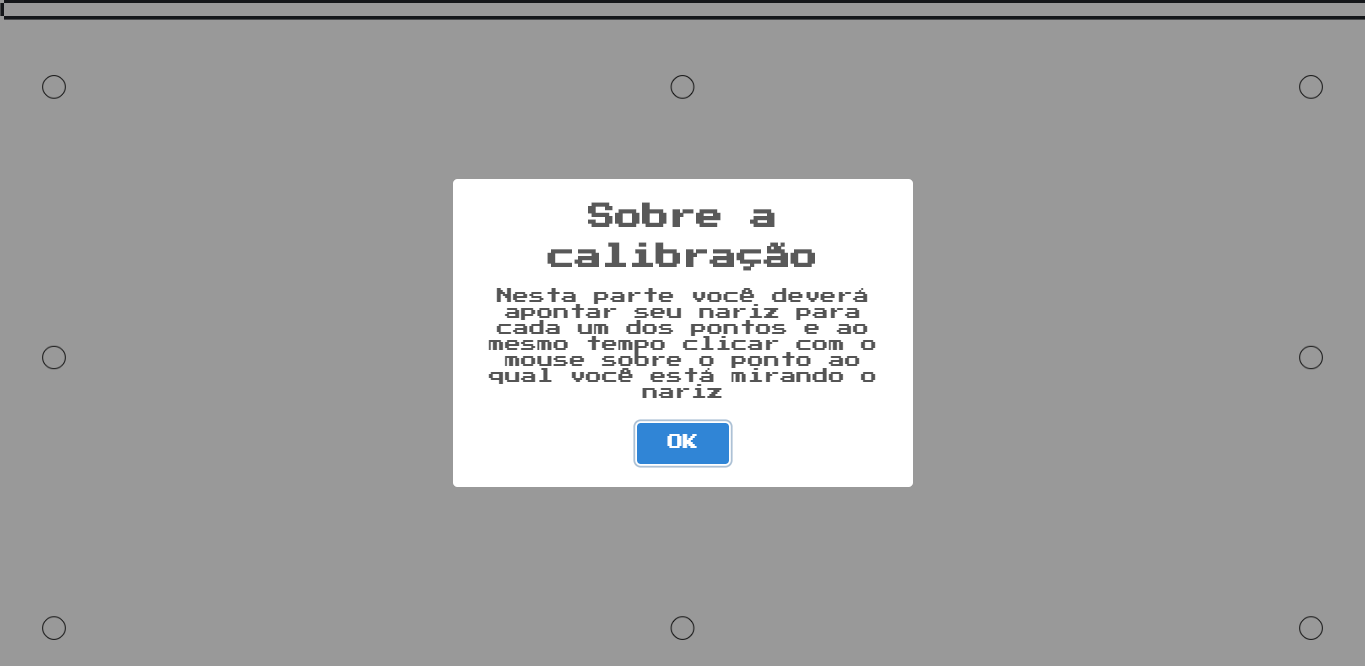 Sobre a
calibração
Nesta parte você deverá
apontar seu nariz para
cada um dos pontos e ao
mesmo tempo clicar com o
mouse sobre o ponto ao
qual você está mirando o
nariz
OK